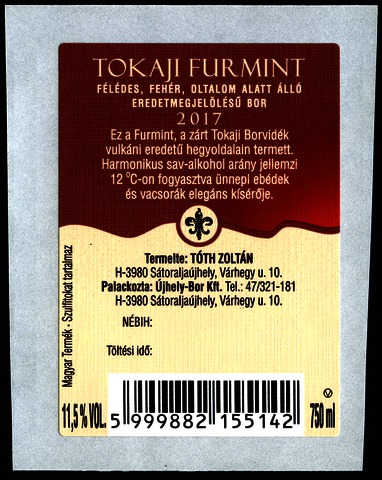 TOKAJI FURMINT
FÉLÉDES, FEHÉR, OLTALOM ALATT ÁLLÓ
EREDETMEGJELÖLÉSŰ BOR
2017
Ez a Furmint, a zárt Tokaji Borvidék
vulkáni eredetű hegyoldalain termett.
Harmonikus sav-alkohol arány jellemzi
12 °C-on fogyasztva ünnepi ebédek
és vacsorák elegáns kísérője.
Termelte: TÓTH ZOLTÁN
H-3980 Sátoraljaújhely, Várhegy u. 10.
Palackozta: Újhely-Bor Kft. Tel.: 47/321-181
H-3980 Sátoraljaújhely, Várhegy u. 10.
NÉBIH:
Töltési idő:
Magyar Termék • Szulfitokat tartalmaz
11,5 % VOL.
5 999882 155142
750 ml
V